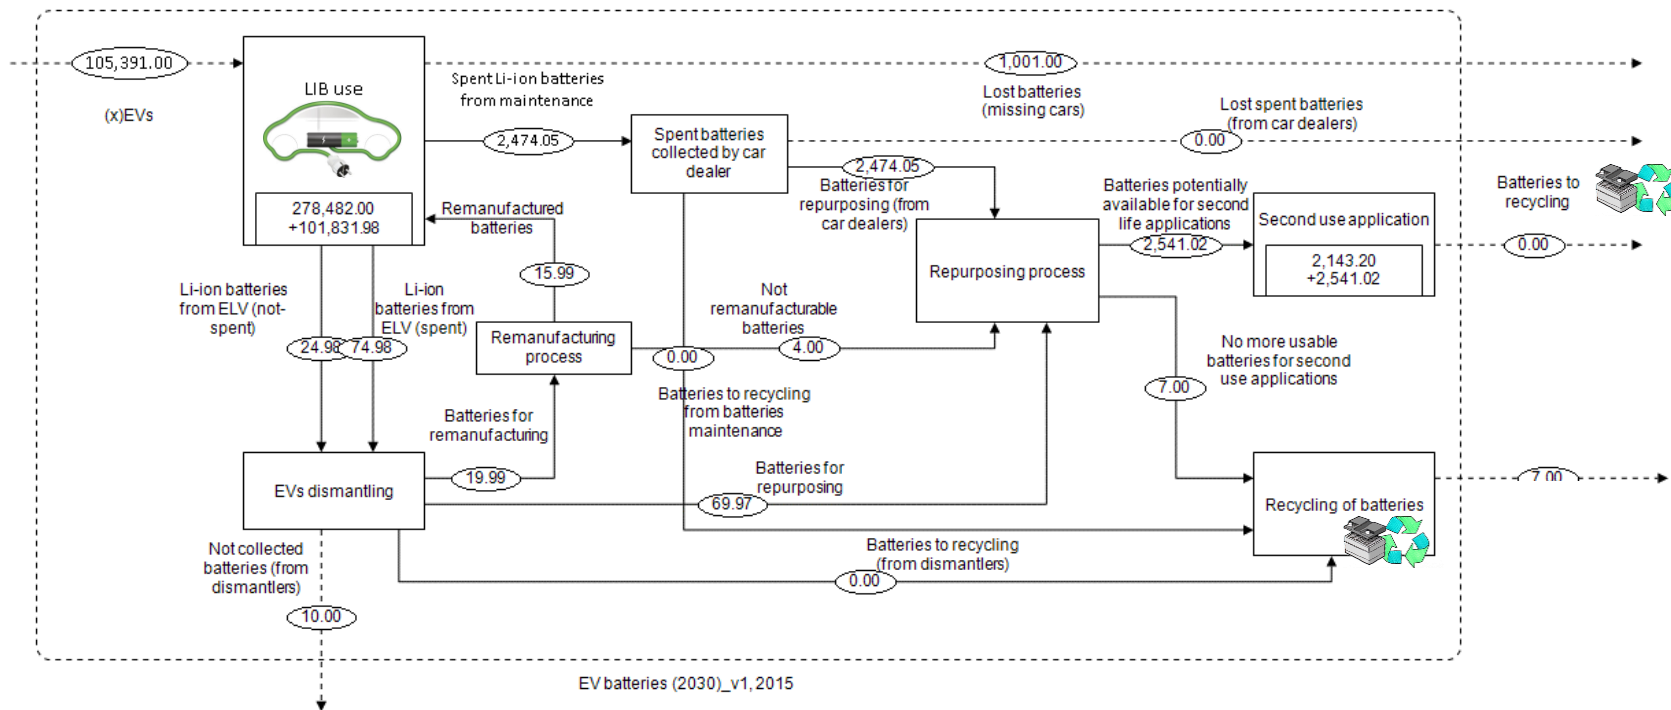 105,391.00
(x)EVs
LIB use
278,482.00
+101,831.98
1,001.00
Lost batteries
(missing cars)
Spent Li-ion batteries
from maintenance
2,474.05
Spent batteries
collected by car
dealer
Lost spent batteries
(from car dealers)
0.00
2,474.05
Batteries for
repurposing (from
car dealers)
Batteries potentially
available for second
life applications
2,541.02
Second use application
2,143.20
+2,541.02
Batteries to
recycling
0.00
Remanufactured
batteries
15.99
Repurposing process
Li-ion batteries
from ELV (not-
spent)
24.98
Li-ion
batteries from
ELV (spent)
74.98
Remanufacturing
process
Not
remanufacturable
batteries
4.00
0.00
Batteries to recycling
from batteries
maintenance
No more usable
batteries for second
use applications
7.00
Batteries for
remanufacturing
19.99
EVs dismantling
Batteries for
repurposing
69.97
Recycling of batteries
7.00
Not collected
batteries (from
dismantlers)
10.00
Batteries to recycling
(from dismantlers)
0.00
EV batteries (2030)_v1, 2015